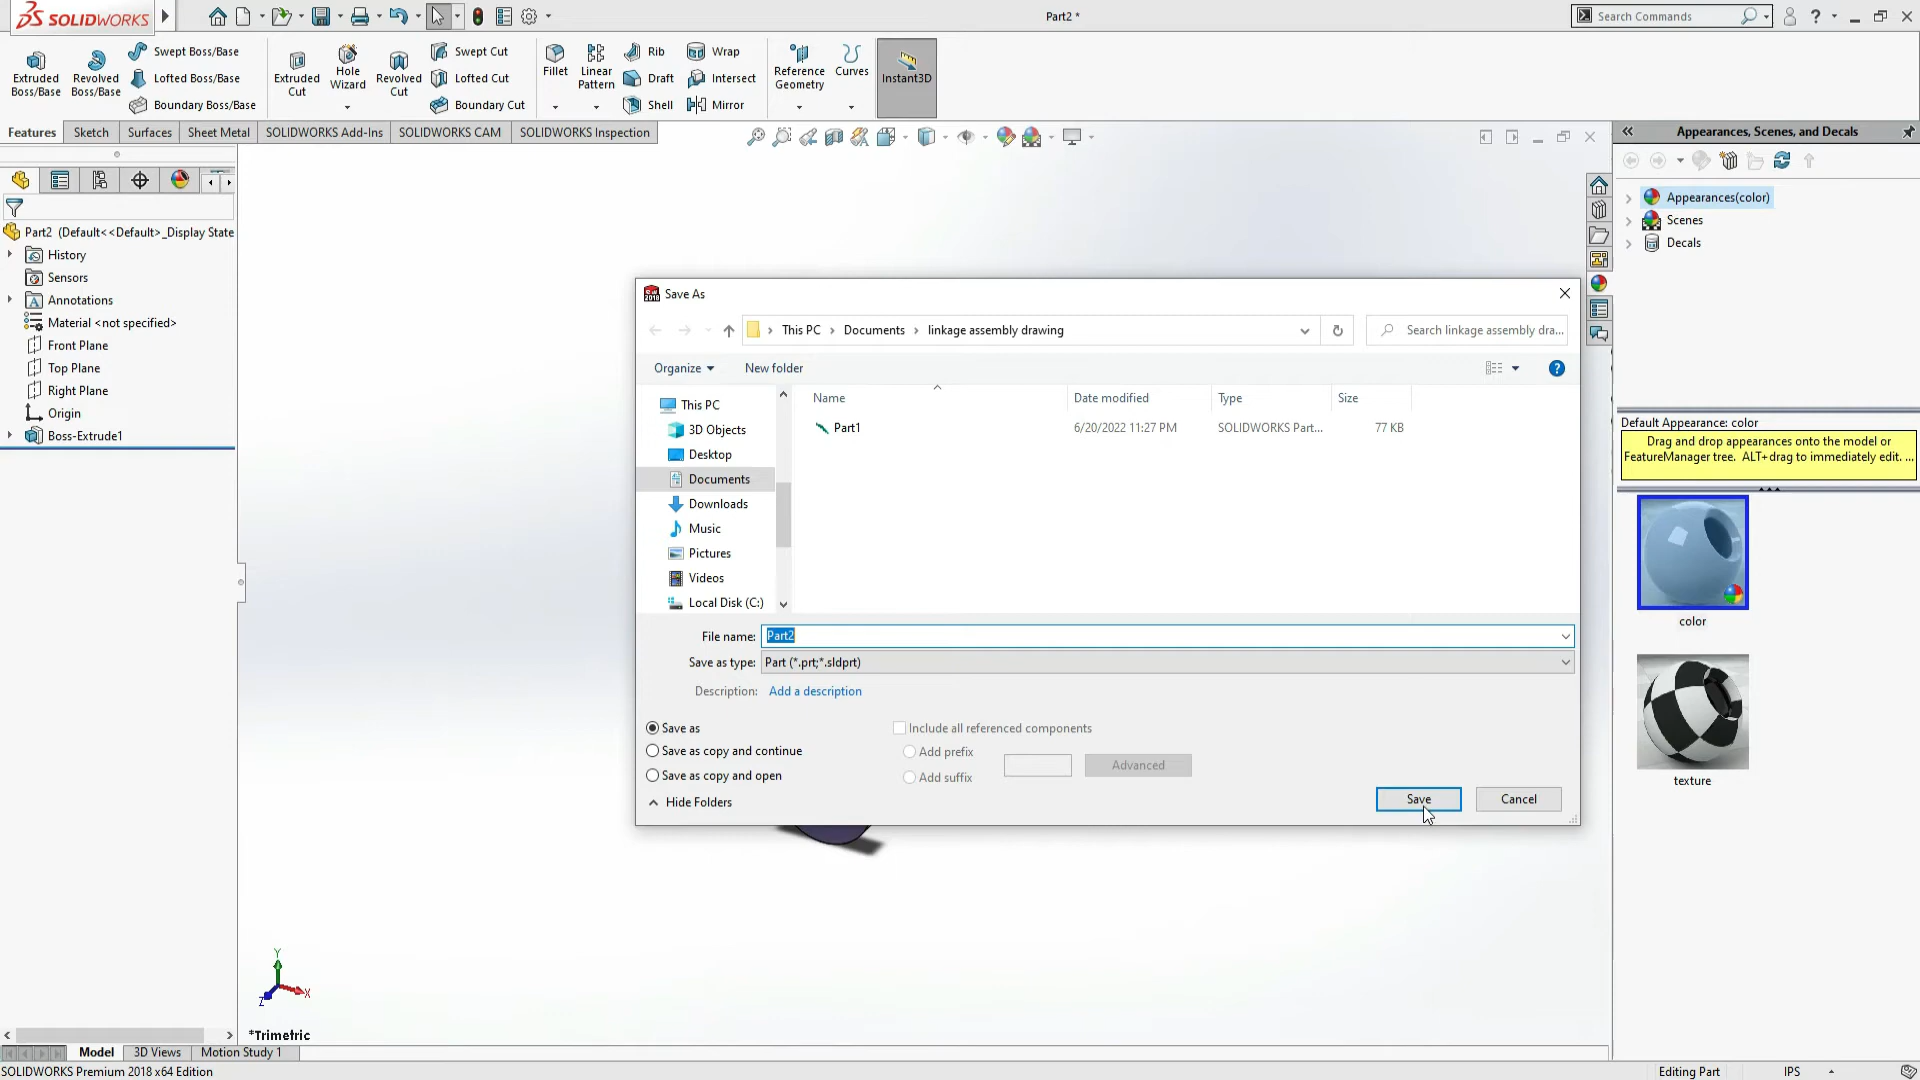 SOLIDWORKS
Part2 *
Search Commands
Extruded Boss/Base
Revolved Boss/Base
Swept Boss/Base
Lofted Boss/Base
Boundary Boss/Base
Extruded Cut
Hole Wizard
Revolved Cut
Swept Cut
Lofted Cut
Boundary Cut
Fillet
Linear Pattern
Rib
Draft
Shell
Wrap
Intersect
Mirror
Reference Geometry
Curves
Instant3D
Features
Sketch
Surfaces
Sheet Metal
SOLIDWORKS Add-Ins
SOLIDWORKS CAM
SOLIDWORKS Inspection
Part2 (Default<<Default>_Display State
History
Sensors
Annotations
Material <not specified>
Front Plane
Top Plane
Right Plane
Origin
Boss-Extrude1
Save As
This PC > Documents > linkage assembly drawing
Search linkage assembly dra...
Organize
New folder
This PC
3D Objects
Desktop
Documents
Downloads
Music
Pictures
Videos
Local Disk (C:)
Name
Date modified
Type
Size
Part1
6/20/2022 11:27 PM
SOLIDWORKS Part...
77 KB
File name: Part2
Save as type: Part (*.prt;*.sldprt)
Description: Add a description
Save as
Save as copy and continue
Save as copy and open
Include all referenced components
Add prefix
Add suffix
Advanced
Hide Folders
Save
Cancel
Appearances, Scenes, and Decals
Appearances(color)
Scenes
Decals
Default Appearance: color
Drag and drop appearances onto the model or
FeatureManager tree. ALT+drag to immediately edit. ...
color
texture
Y
X
Z
*Trimetric
Model
3D Views
Motion Study 1
SOLIDWORKS Premium 2018 x64 Edition
Editing Part
IPS